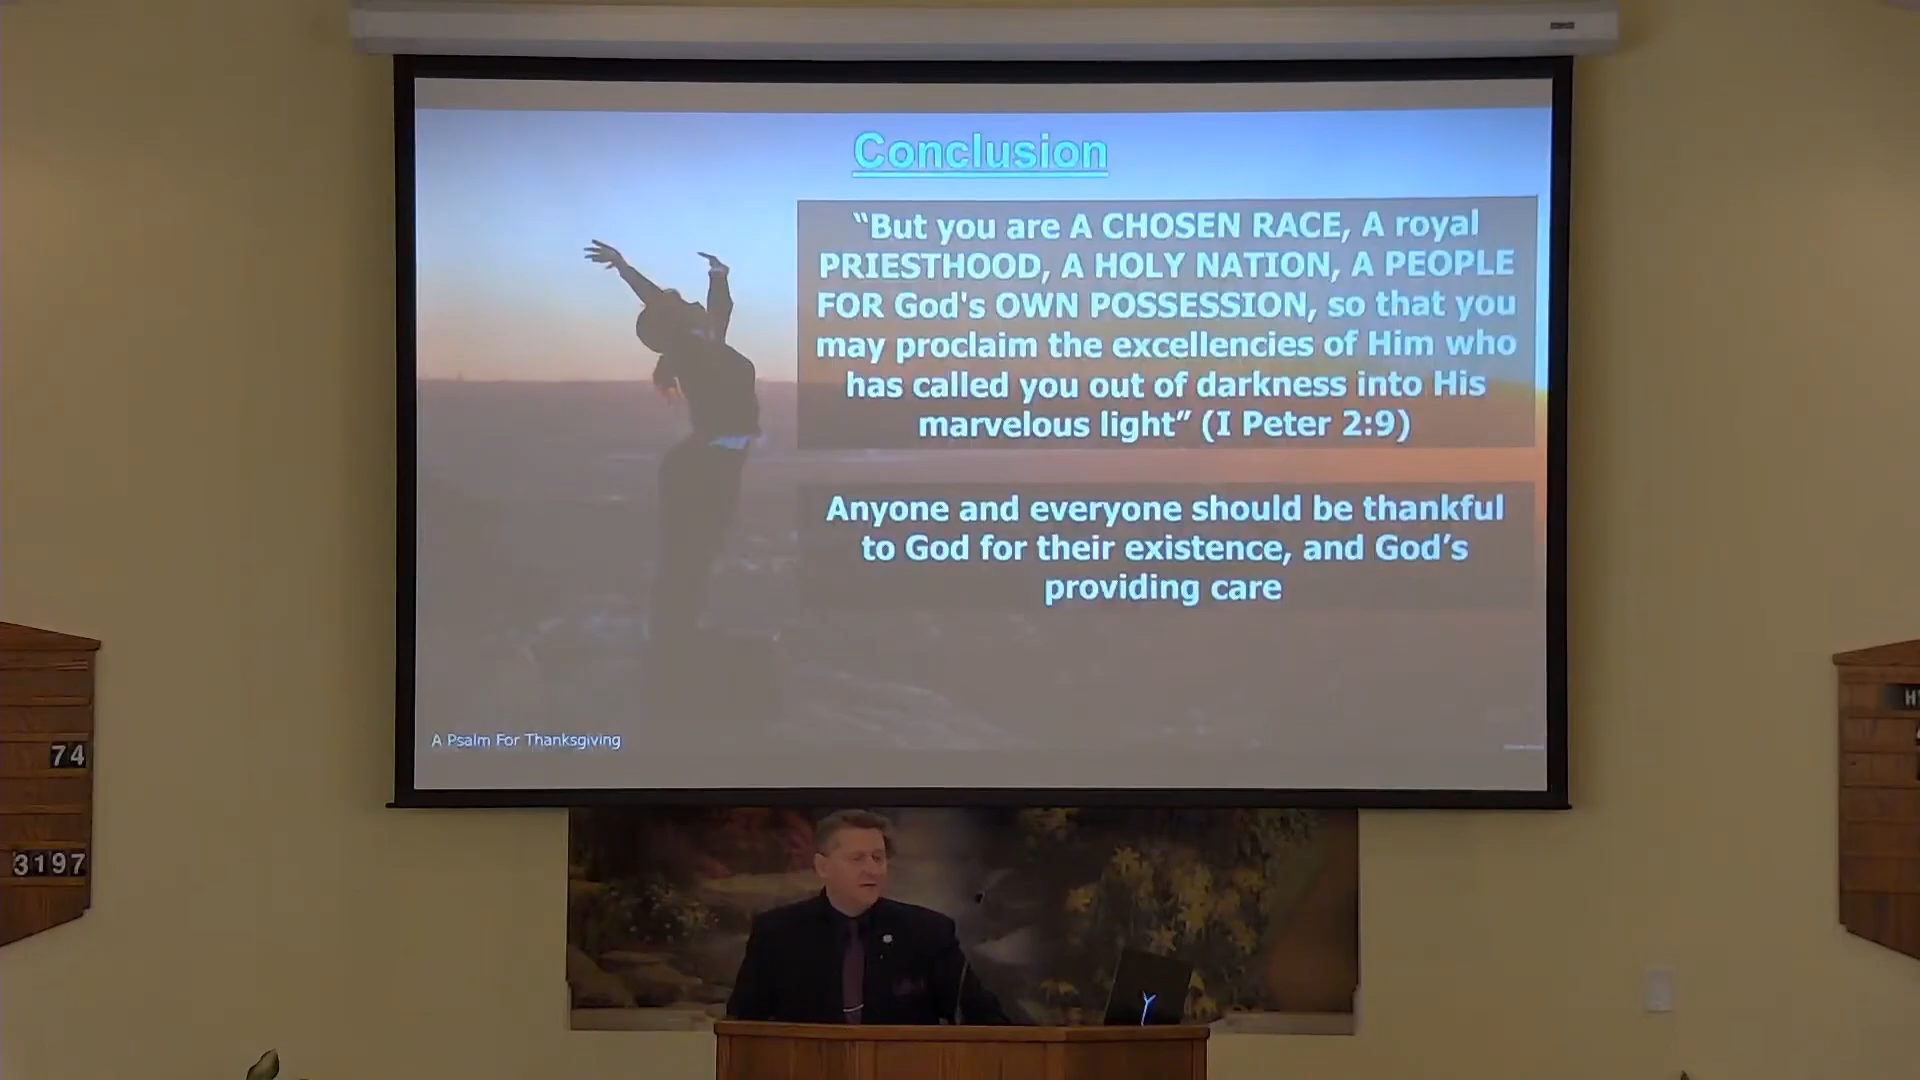 Conclusion
“But you are A CHOSEN RACE, A royal
PRIESTHOOD, A HOLY NATION, A PEOPLE
FOR God's OWN POSSESSION, so that you
may proclaim the excellencies of Him who
has called you out of darkness into His
marvelous light” (I Peter 2:9)
Anyone and everyone should be thankful
to God for their existence, and God’s
providing care
A Psalm For Thanksgiving
74
3197